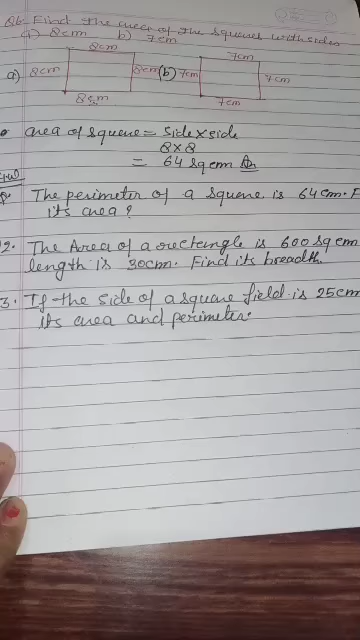 Q6. Find the area of the squares with sides
a) 8cm b) 7cm
8cm 7cm
a) 8cm 8cm (b) 7cm 7cm
8cm 7cm
area of square = Side x side
8 x 8
= 64 sq cm Ans
The perimeter of a square is 64 cm.
its area?
2. The Area of a rectangle is 600 sq cm
length is 30cm. Find its breadth.
3. If the side of a square field is 25cm
its area and perimeter.